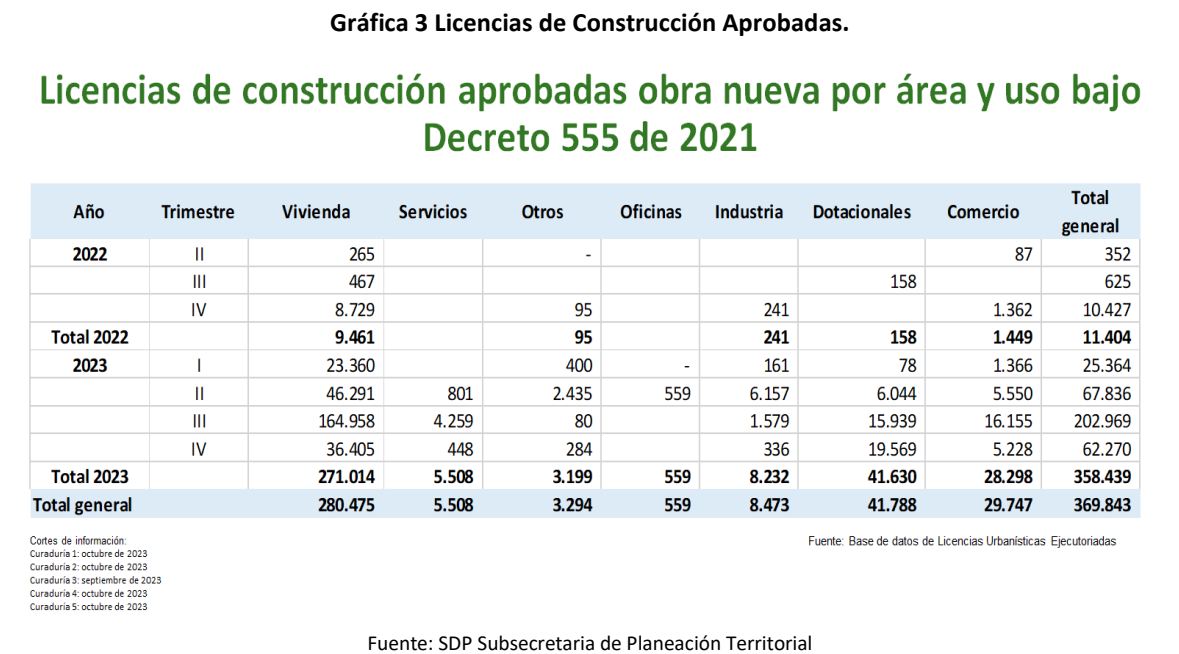 Gráfica 3 Licencias de Construcción Aprobadas.
Licencias de construcción aprobadas obra nueva por área y uso bajo
Decreto 555 de 2021
Año Trimestre Vivienda Servicios Otros Oficinas Industria Dotacionales Comercio Total general
2022 II 265 - 87 352
III 467 158 625
IV 8.729 95 241 1.362 10.427
Total 2022 9.461 95 241 158 1.449 11.404
2023 I 23.360 400 - 161 78 1.366 25.364
II 46.291 801 2.435 559 6.157 6.044 5.550 67.836
III 164.958 4.259 80 1.579 15.939 16.155 202.969
IV 36.405 448 284 336 19.569 5.228 62.270
Total 2023 271.014 5.508 3.199 559 8.232 41.630 28.298 358.439
Total general 280.475 5.508 3.294 559 8.473 41.788 29.747 369.843
Cortes de información:
Curaduría 1: octubre de 2023
Curaduría 2: octubre de 2023
Curaduría 3: septiembre de 2023
Curaduría 4: octubre de 2023
Curaduría 5: octubre de 2023
Fuente: Base de datos de Licencias Urbanísticas Ejecutoriadas
Fuente: SDP Subsecretaria de Planeación Territorial